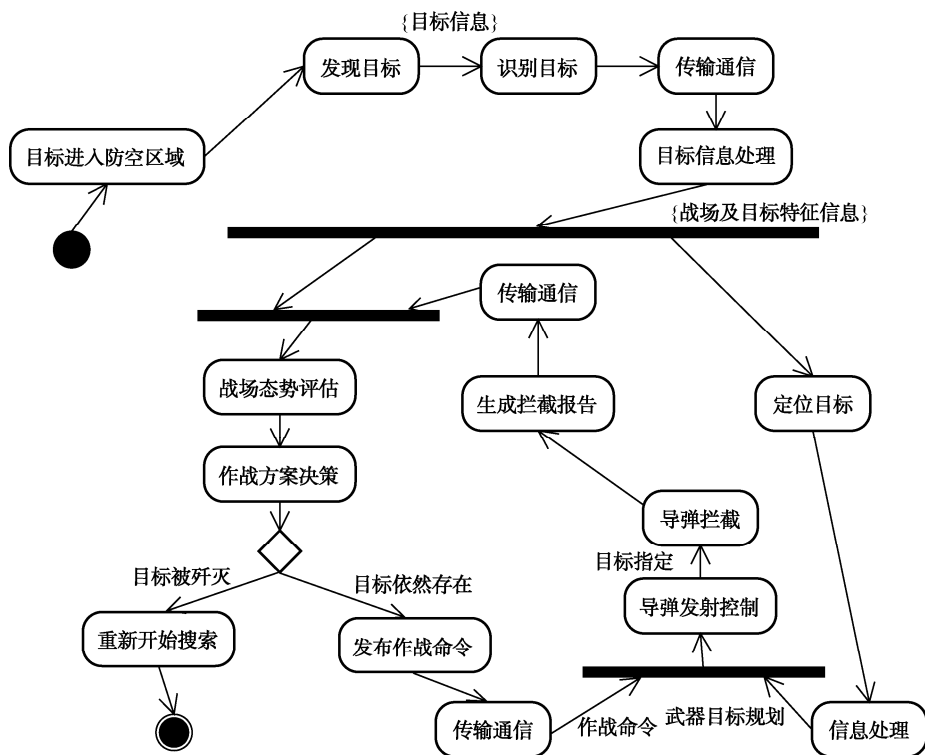 {目标信息}
发现目标
识别目标
传输通信
目标进入防空区域
目标信息处理
{战场及目标特征信息}
传输通信
战场态势评估
生成拦截报告
定位目标
作战方案决策
导弹拦截
目标指定
目标被歼灭
目标依然存在
导弹发射控制
重新开始搜索
发布作战命令
传输通信
作战命令
武器目标规划
信息处理